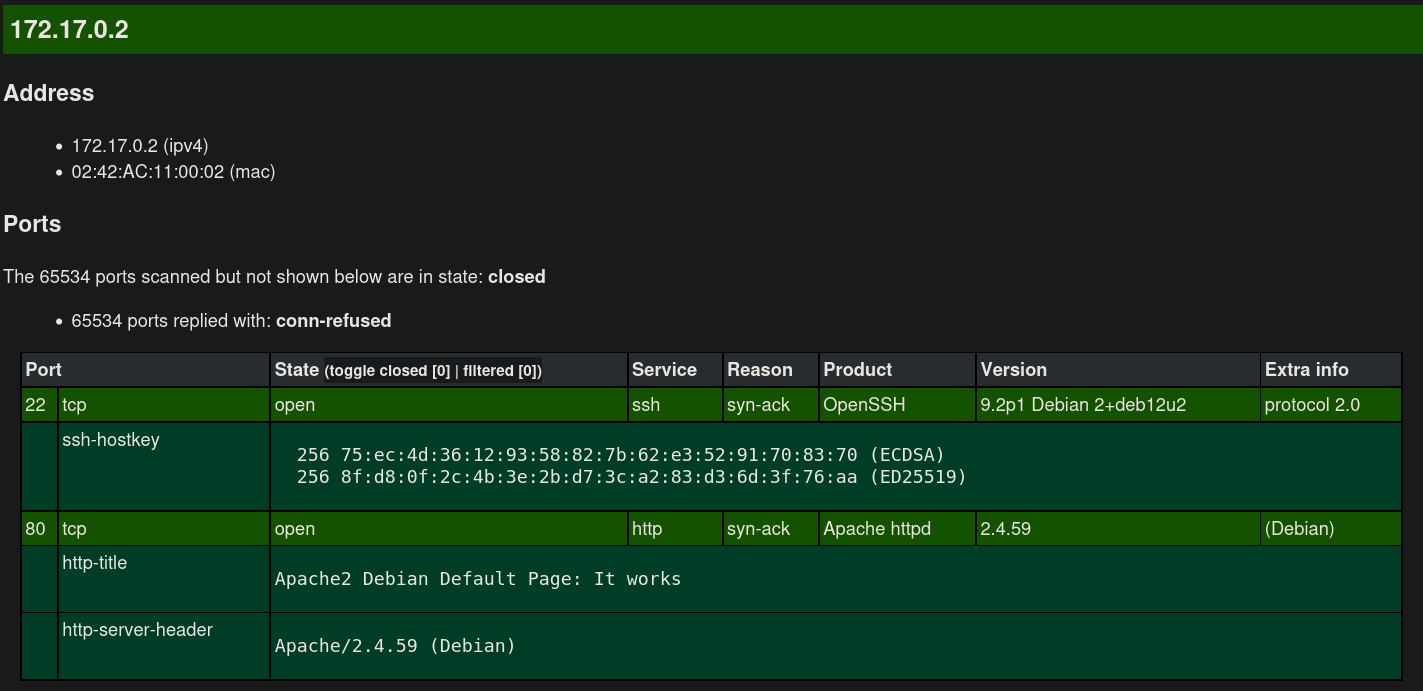 172.17.0.2
Address
172.17.0.2 (ipv4)
02:42:AC:11:00:02 (mac)
Ports
The 65534 ports scanned but not shown below are in state: closed
65534 ports replied with: conn-refused
Port State (toggle closed [0] | filtered [0]) Service Reason Product Version Extra info
22 tcp open ssh syn-ack OpenSSH 9.2p1 Debian 2+deb12u2 protocol 2.0
ssh-hostkey
256 75:ec:4d:36:12:93:58:82:7b:62:e3:52:91:70:83:70 (ECDSA)
256 8f:d8:0f:2c:4b:3e:2b:d7:3c:a2:83:d3:6d:3f:76:aa (ED25519)
80 tcp open http syn-ack Apache httpd 2.4.59 (Debian)
http-title
Apache2 Debian Default Page: It works
http-server-header
Apache/2.4.59 (Debian)